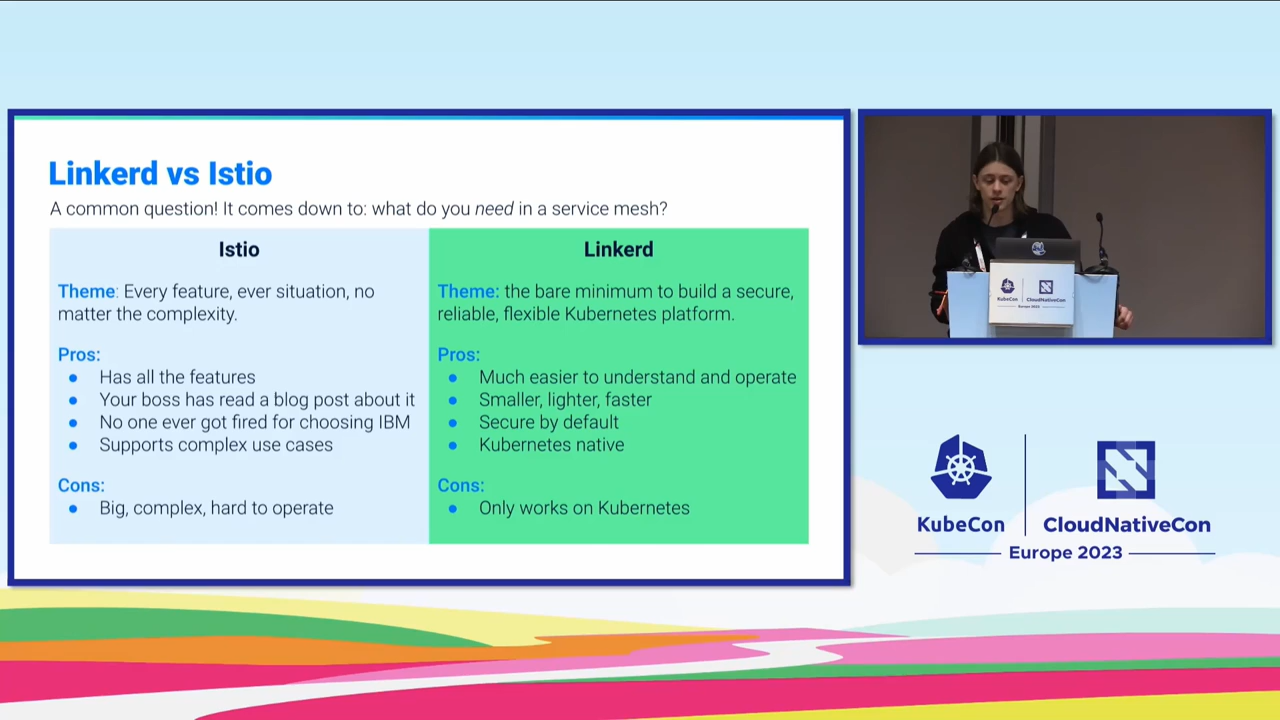 Linkerd vs Istio
A common question! It comes down to: what do you need in a service mesh?
Istio
Theme: Every feature, ever situation, no
matter the complexity.
Pros:
Has all the features
Your boss has read a blog post about it
No one ever got fired for choosing IBM
Supports complex use cases
Cons:
Big, complex, hard to operate
Linkerd
Theme: the bare minimum to build a secure,
reliable, flexible Kubernetes platform.
Pros:
Much easier to understand and operate
Smaller, lighter, faster
Secure by default
Kubernetes native
Cons:
Only works on Kubernetes
KubeCon
CloudNativeCon
Europe 2023
KubeCon
CloudNativeCon
Europe 2023